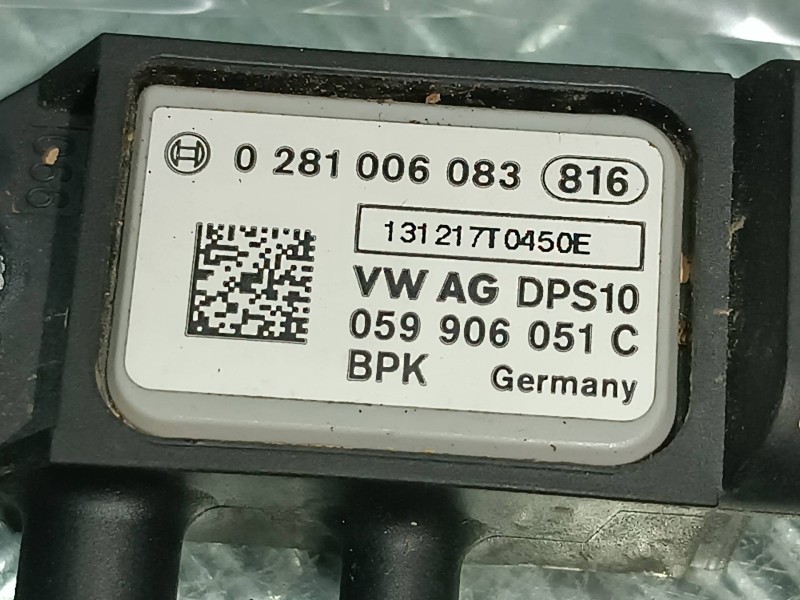 0 281 006 083 816
131217T0450E
VW AG DPS10
059 906 051 C
BPK Germany